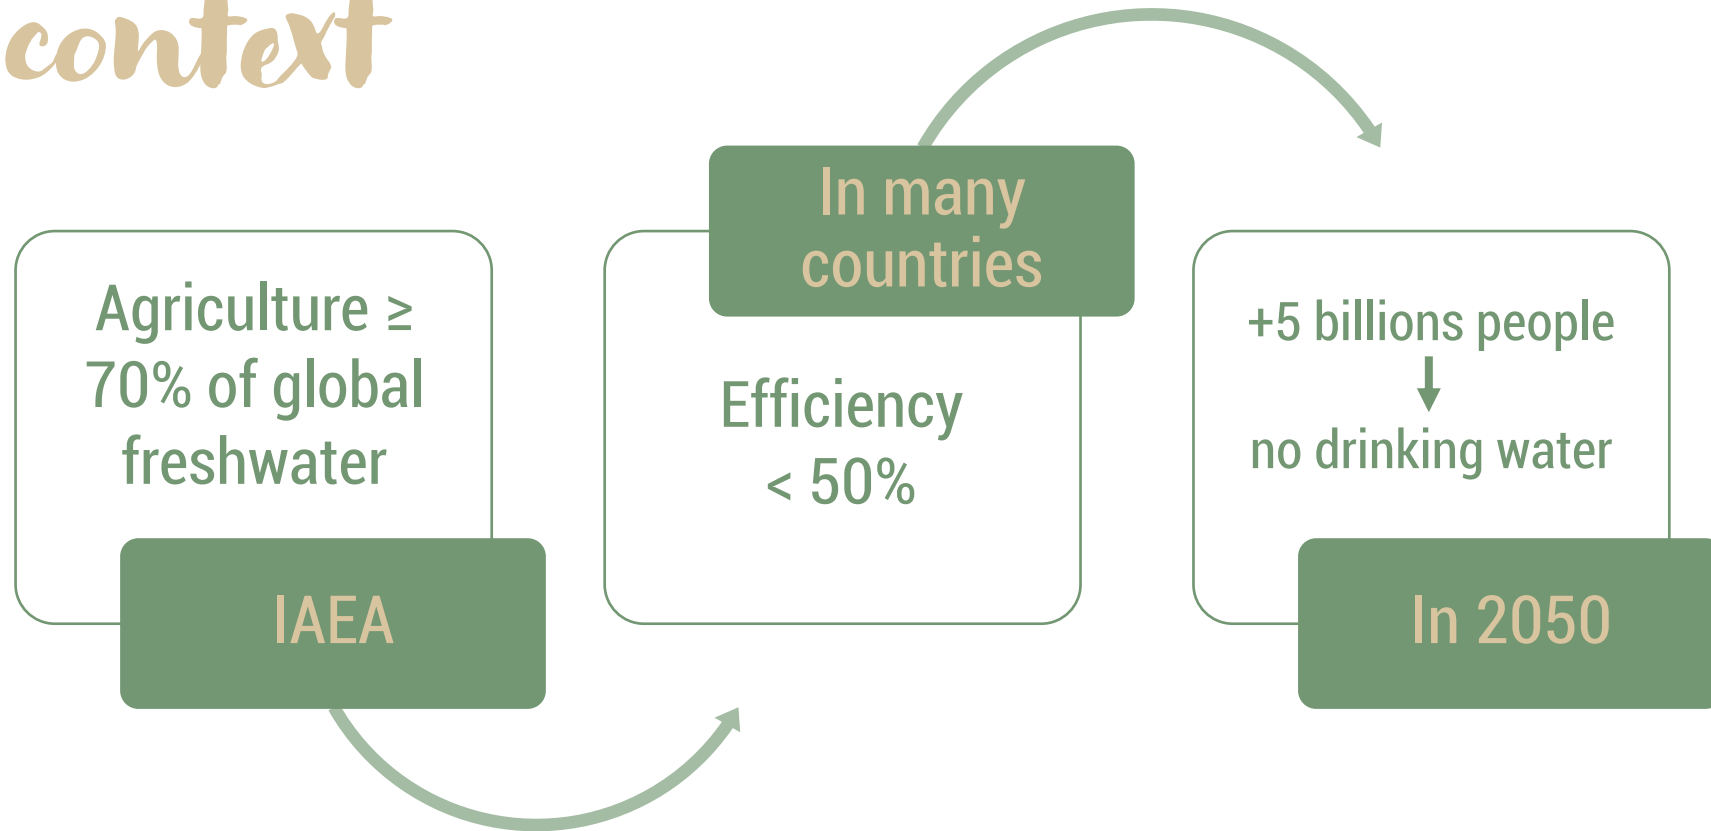 context
Agriculture ≥
70% of global
freshwater
IAEA
In many
countries
Efficiency
< 50%
+5 billions people
no drinking water
In 2050